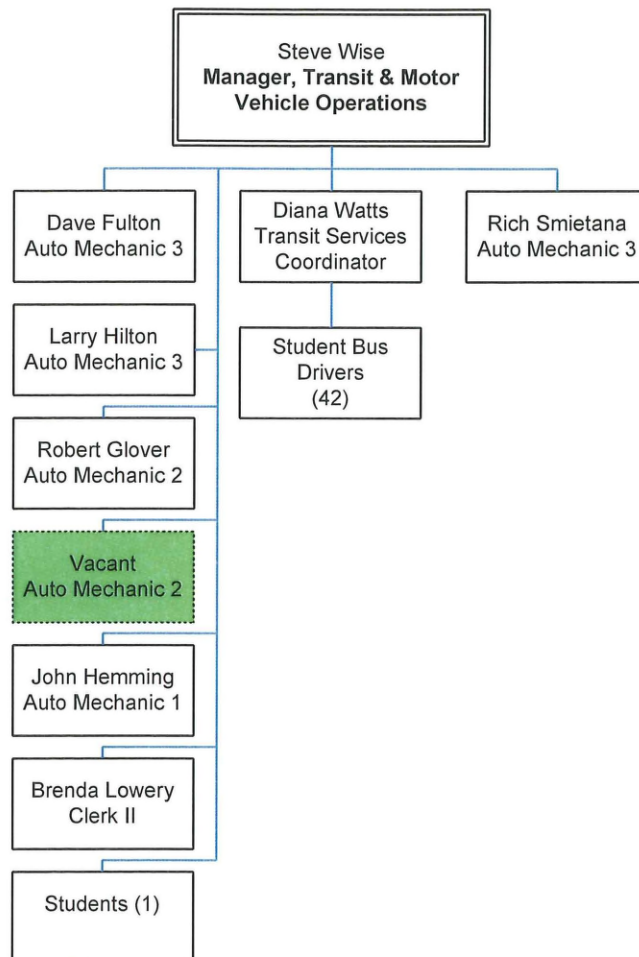 Steve Wise
Manager, Transit & Motor
Vehicle Operations
Dave Fulton
Auto Mechanic 3
Diana Watts
Transit Services
Coordinator
Rich Smietana
Auto Mechanic 3
Larry Hilton
Auto Mechanic 3
Student Bus
Drivers
(42)
Robert Glover
Auto Mechanic 2
Vacant
Auto Mechanic 2
John Hemming
Auto Mechanic 1
Brenda Lowery
Clerk II
Students (1)